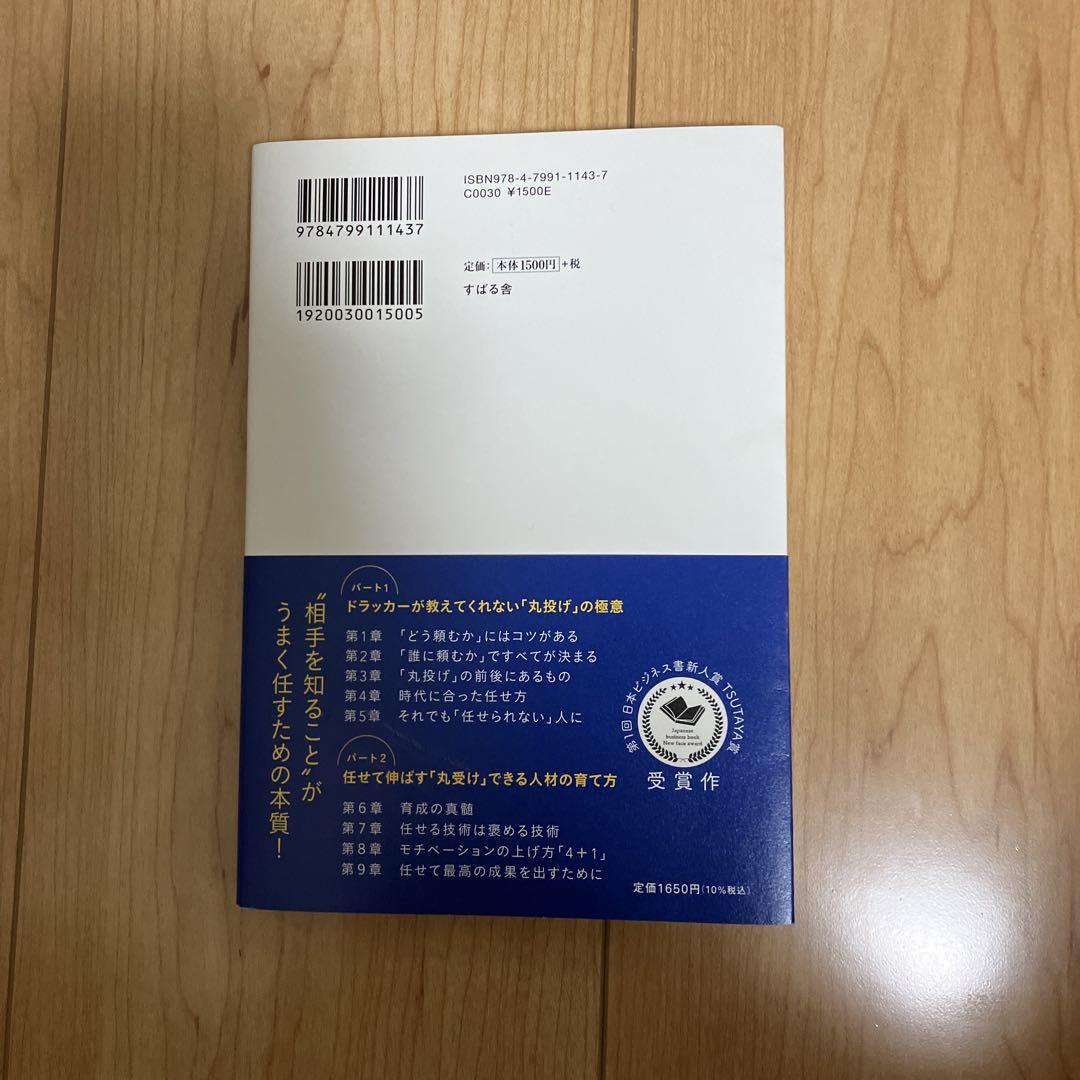 ISBN978-4-7991-1143-7
C0030 ¥1500E
9784799111437
定価:本体1500円+税
すばる舎
1920030015005
"相手を知ること"が
うまく任すための本質!
パート1
ドラッカーが教えてくれない「丸投げ」の極意
第1章 「どう頼むか」にはコツがある
第2章 「誰に頼むか」ですべてが決まる
第3章 「丸投げ」の前後にあるもの
第4章 時代に合った任せ方
第5章 それでも「任せられない」人に
パート2
任せて伸ばす「丸受け」できる人材の育て方
第6章 育成の真髄
第7章 任せる技術は褒める技術
第8章 モチベーションの上げ方「4+1」
第9章 任せて最高の成果を出すために
第1回 日本ビジネス書新人賞 TSUTAYA賞
Japanese
business book
New face award
受賞作
定価1650円(10%税込)